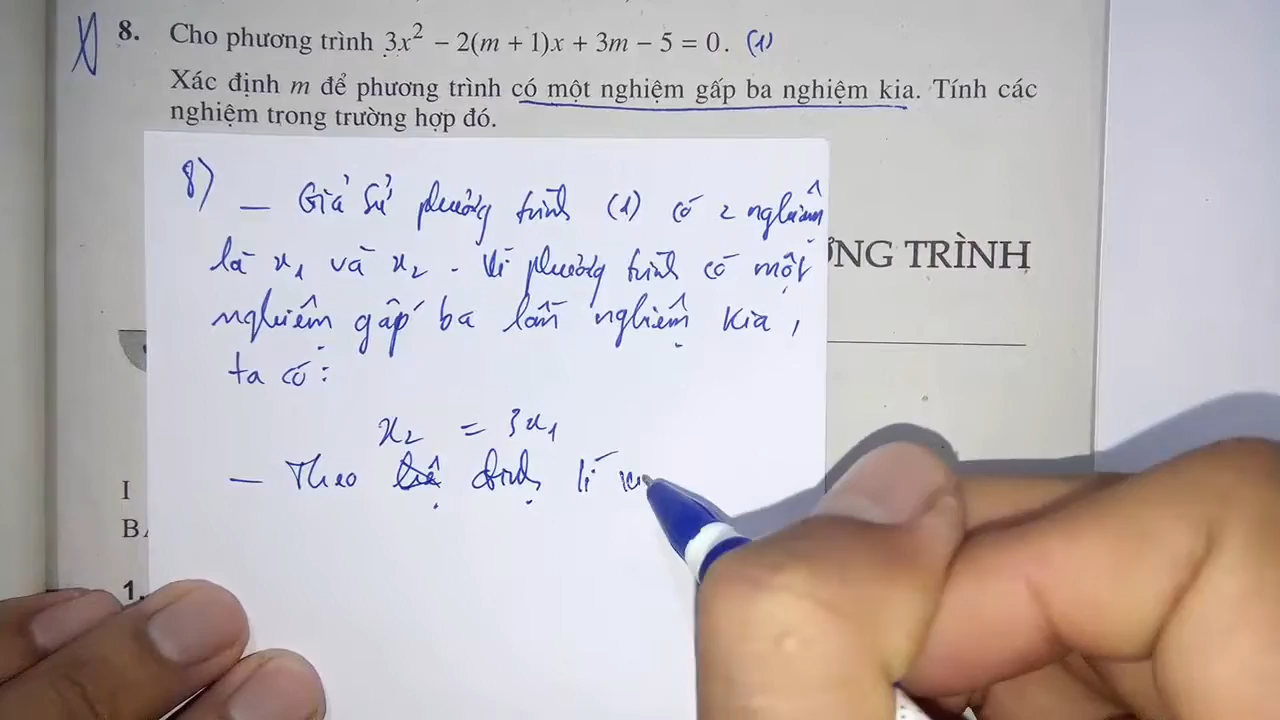 8. Cho phương trình 3x² − 2(m + 1)x + 3m − 5 = 0. (1)
Xác định m để phương trình có một nghiệm gấp ba nghiệm kia. Tính các
nghiệm trong trường hợp đó.
8) – Giả sử phương trình (1) có 2 nghiệm
là x₁ và x₂. Vì phương trình có một
nghiệm gấp ba lần nghiệm kia,
ta có:
x₂ = 3x₁
– Theo định lí
ƠNG TRÌNH
I
B
1.